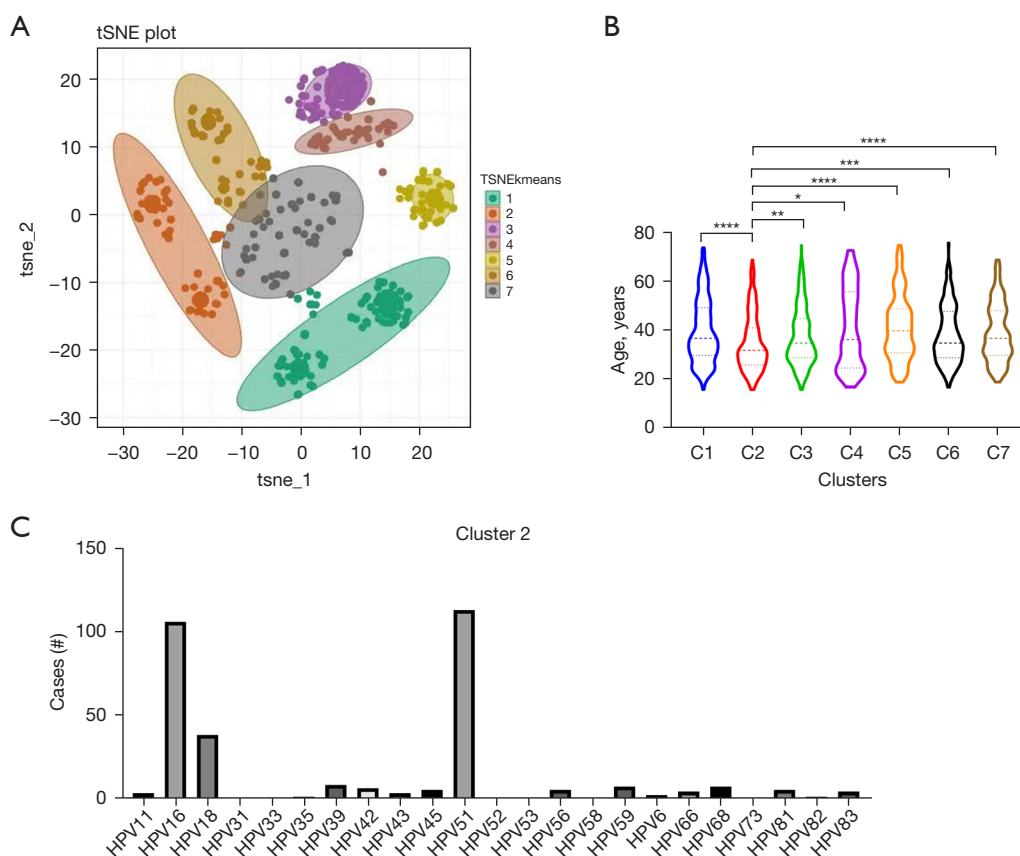 A
tSNE plot
20
10
0
−10
−20
−30
tsne_2
−30
−20
−10
0
10
20
tsne_1
TSNEkmeans
1
2
3
4
5
6
7
B
****
***
****
*
****
**
80
60
40
20
0
Age, years
C1
C2
C3
C4
C5
C6
C7
Clusters
C
Cluster 2
150
100
50
0
Cases (#)
HPV11
HPV16
HPV18
HPV31
HPV33
HPV35
HPV39
HPV42
HPV43
HPV45
HPV51
HPV52
HPV53
HPV56
HPV58
HPV59
HPV6
HPV66
HPV68
HPV73
HPV81
HPV82
HPV83